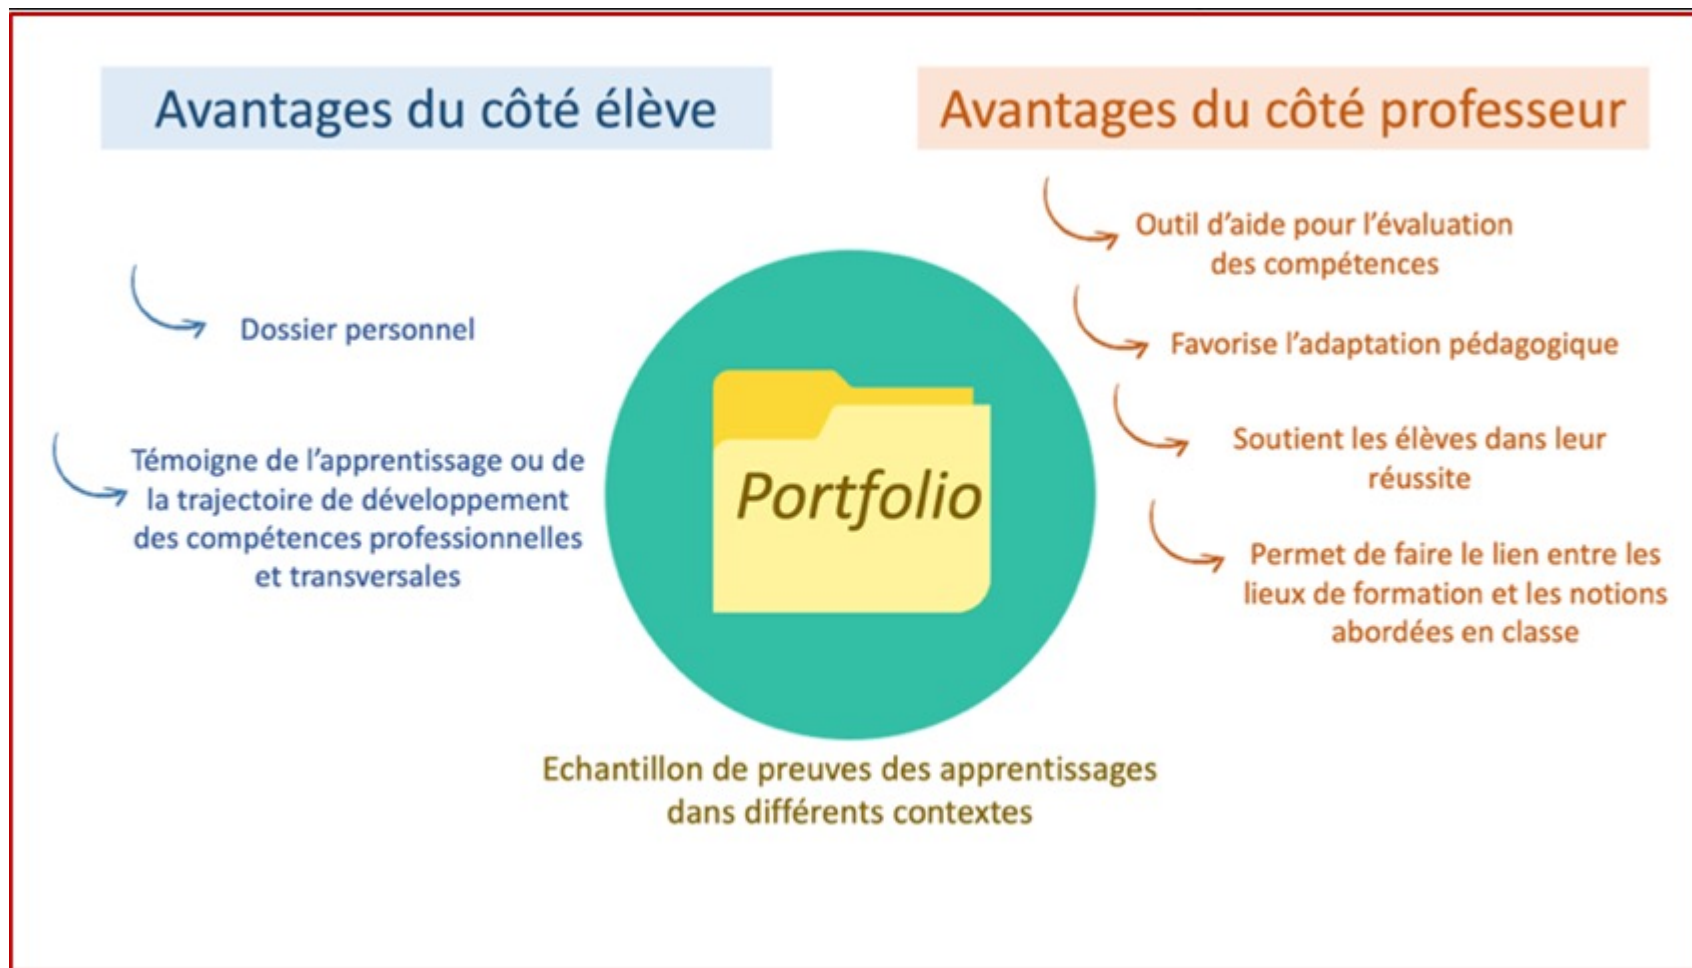 Avantages du côté élève
Dossier personnel
Témoigne de l’apprentissage ou de
la trajectoire de développement
des compétences professionnelles
et transversales
Portfolio
Echantillon de preuves des apprentissages
dans différents contextes
Avantages du côté professeur
Outil d’aide pour l’évaluation
des compétences
Favorise l’adaptation pédagogique
Soutient les élèves dans leur
réussite
Permet de faire le lien entre les
lieux de formation et les notions
abordées en classe